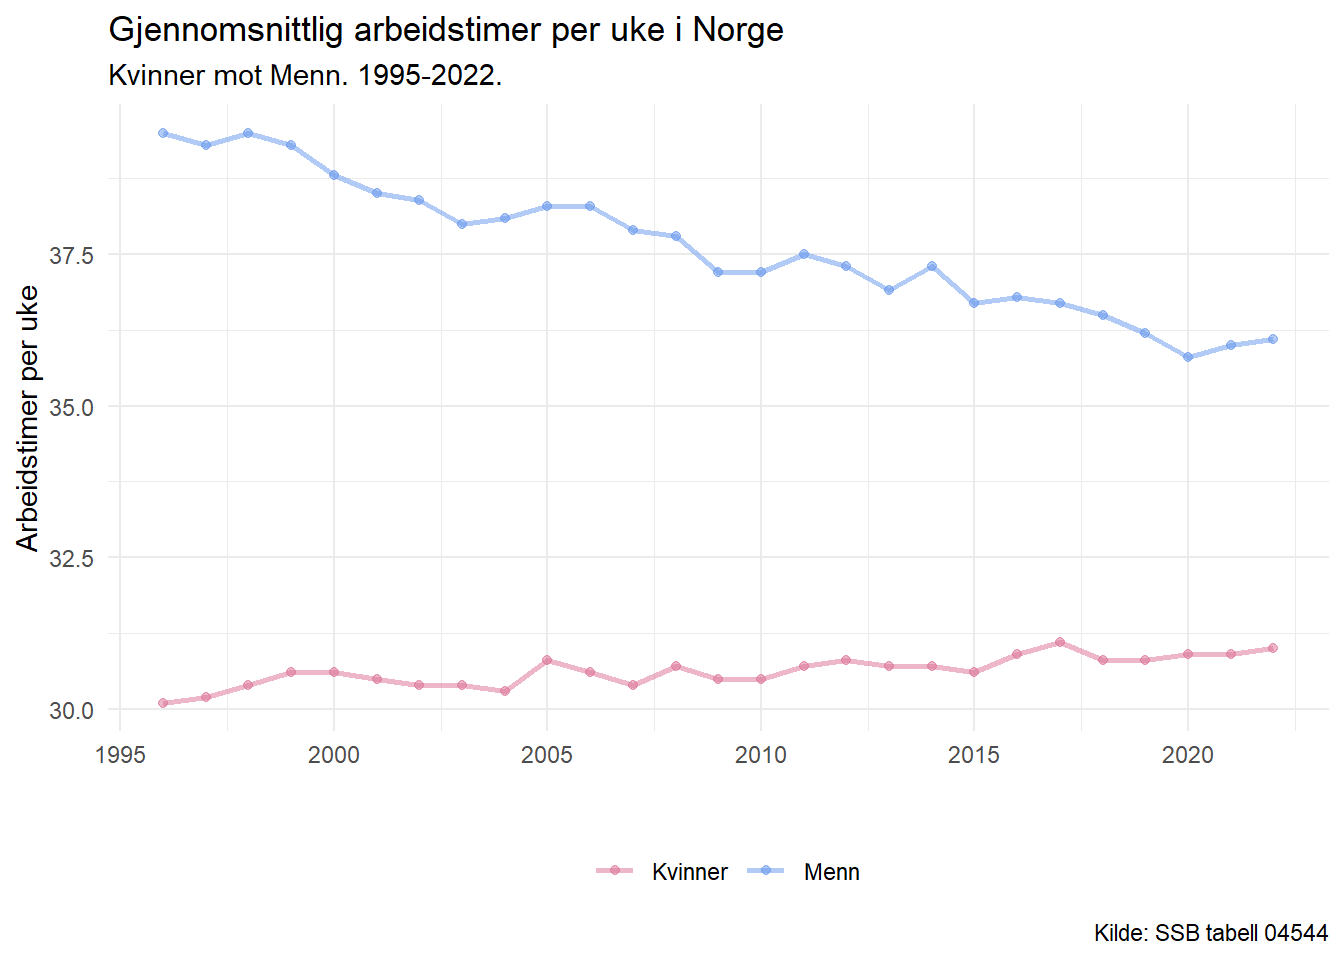 Gjennomsnittlig arbeidstimer per uke i Norge
Kvinner mot Menn. 1995-2022.
Arbeidstimer per uke
37.5
35.0
32.5
30.0
1995 2000 2005 2010 2015 2020
Kvinner Menn
Kilde: SSB tabell 04544